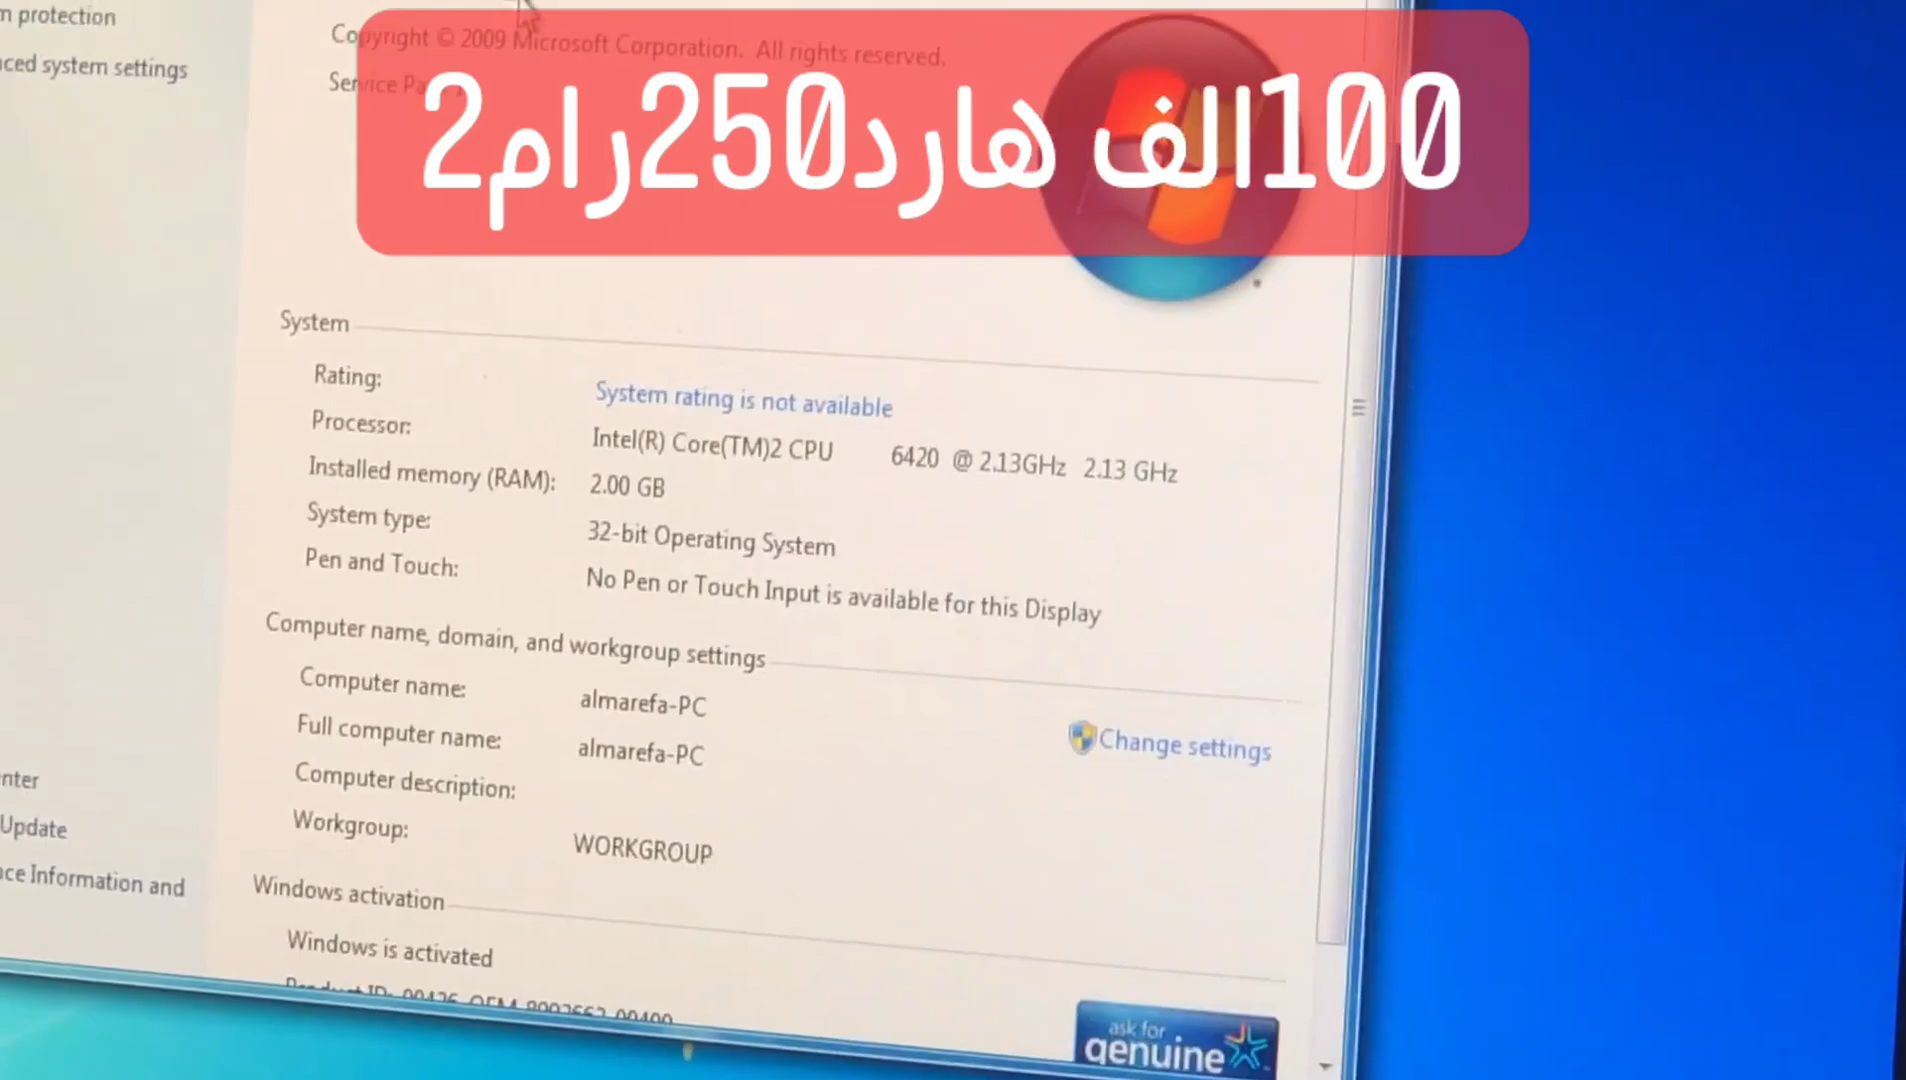 100الف هارد250رام2
n protection
ced system settings
Copyright © 2009 Microsoft Corporation. All rights reserved.
Service Pa
System
Rating: System rating is not available
Processor: Intel(R) Core(TM)2 CPU 6420 @ 2.13GHz 2.13 GHz
Installed memory (RAM): 2.00 GB
System type: 32-bit Operating System
Pen and Touch: No Pen or Touch Input is available for this Display
Computer name, domain, and workgroup settings
Computer name: almarefa-PC
Change settings
Full computer name: almarefa-PC
Computer description:
Workgroup: WORKGROUP
nter
Update
ce Information and
Windows activation
Windows is activated
ask for
genuine